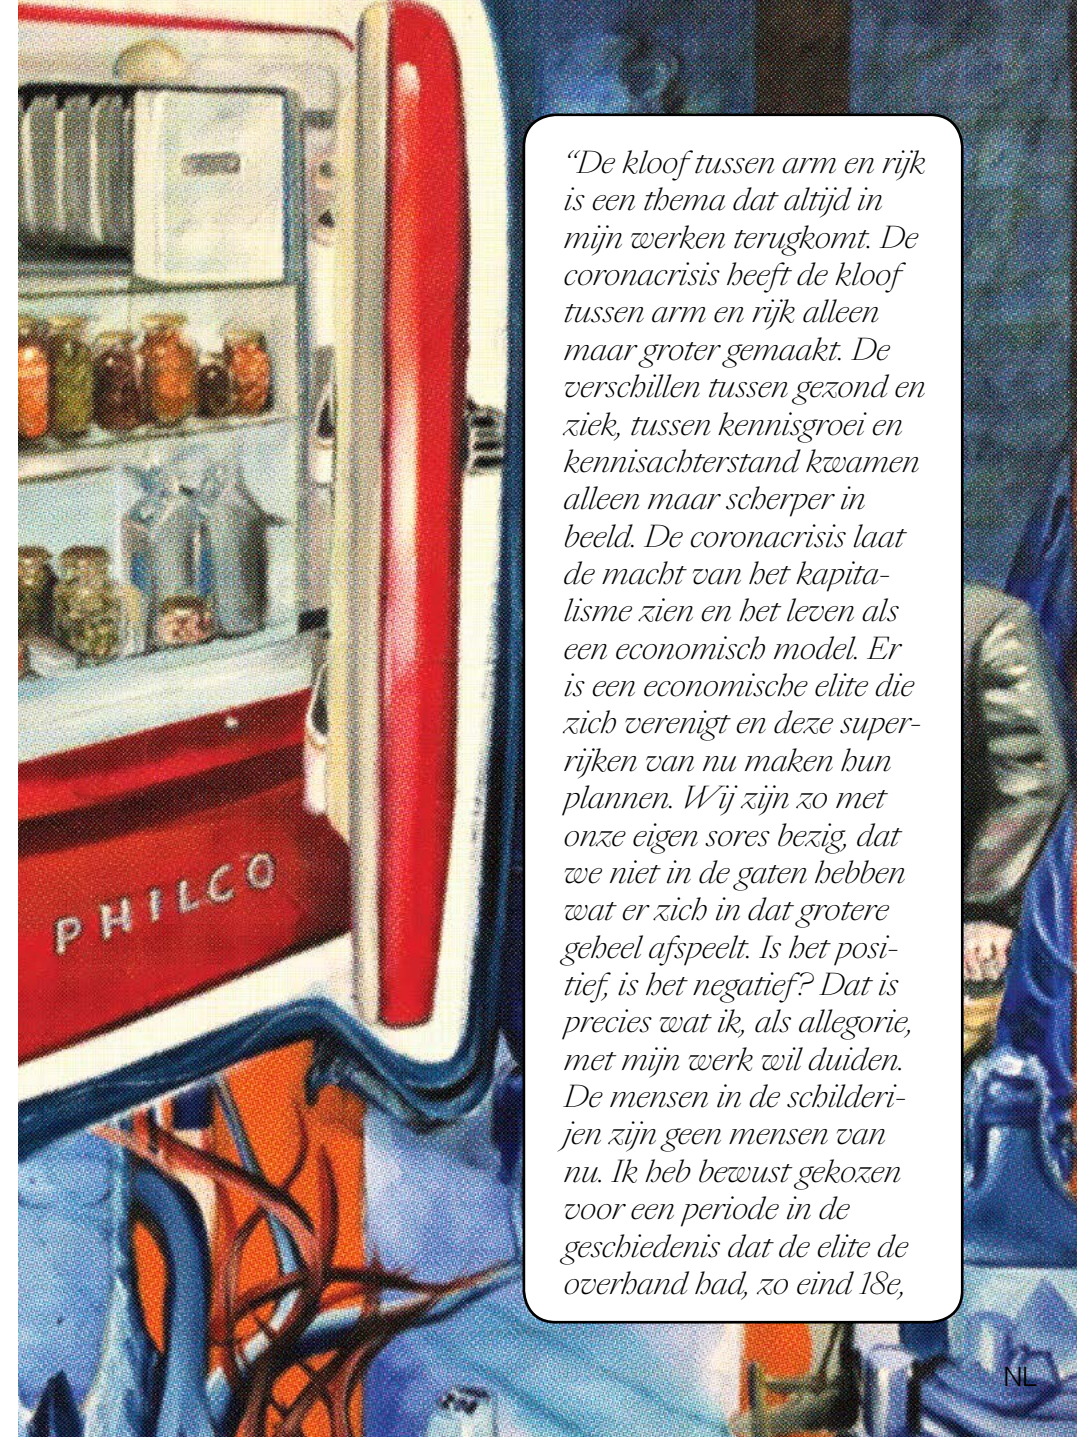 PHILCO
“De kloof tussen arm en rijk
is een thema dat altijd in
mijn werken terugkomt. De
coronacrisis heeft de kloof
tussen arm en rijk alleen
maar groter gemaakt. De
verschillen tussen gezond en
ziek, tussen kennisgroei en
kennisachterstand kwamen
alleen maar scherper in
beeld. De coronacrisis laat
de macht van het kapita-
lisme zien en het leven als
een economisch model. Er
is een economische elite die
zich verenigt en deze super-
rijken van nu maken hun
plannen. Wij zijn zo met
onze eigen sores bezig, dat
we niet in de gaten hebben
wat er zich in dat grotere
geheel afspeelt. Is het posi-
tief, is het negatief? Dat is
precies wat ik, als allegorie,
met mijn werk wil duiden.
De mensen in de schilderi-
jen zijn geen mensen van
nu. Ik heb bewust gekozen
voor een periode in de
geschiedenis dat de elite de
overhand had, zo eind 18e,
NL